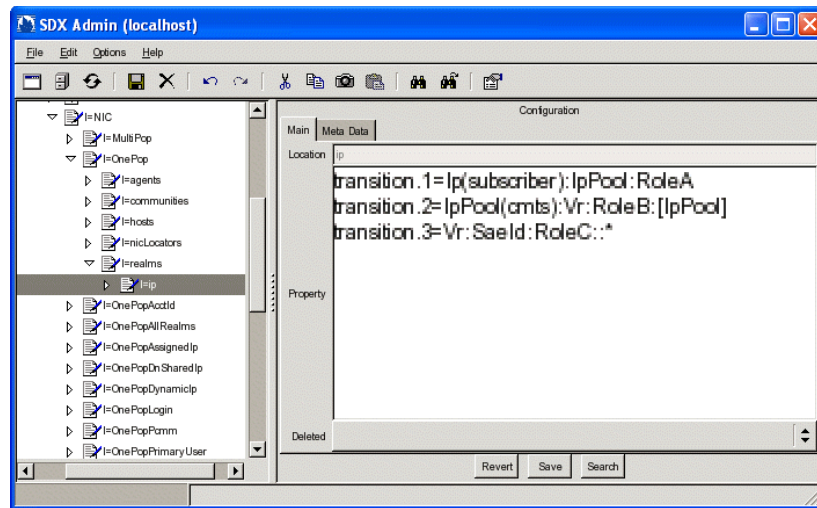 SDX Admin (localhost)
File Edit Options Help
l=NIC
l=MultiPop
l=OnePop
l=agents
l=communities
l=hosts
l=nicLocators
l=realms
l=ip
l=OnePopAcctId
l=OnePopAllRealms
l=OnePopAssignedIp
l=OnePopDnSharedIp
l=OnePopDynamicIp
l=OnePopLogin
l=OnePopPcmm
l=OnePopPrimaryUser
Configuration
Main Meta Data
Location ip
transition.1=Ip(subscriber):IpPool:RoleA
transition.2=IpPool(cmts):Vr:RoleB:[IpPool]
transition.3=Vr:SaeId:RoleC::*
Property
Deleted
Revert Save Search